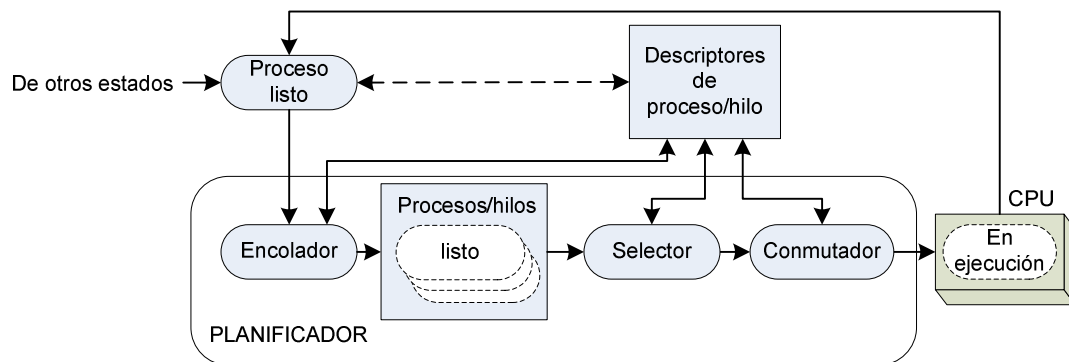 De otros estados
Proceso
listo
Descriptores
de
proceso/hilo
CPU
Encolador
Procesos/hilos
listo
Selector
Conmutador
En
ejecución
PLANIFICADOR